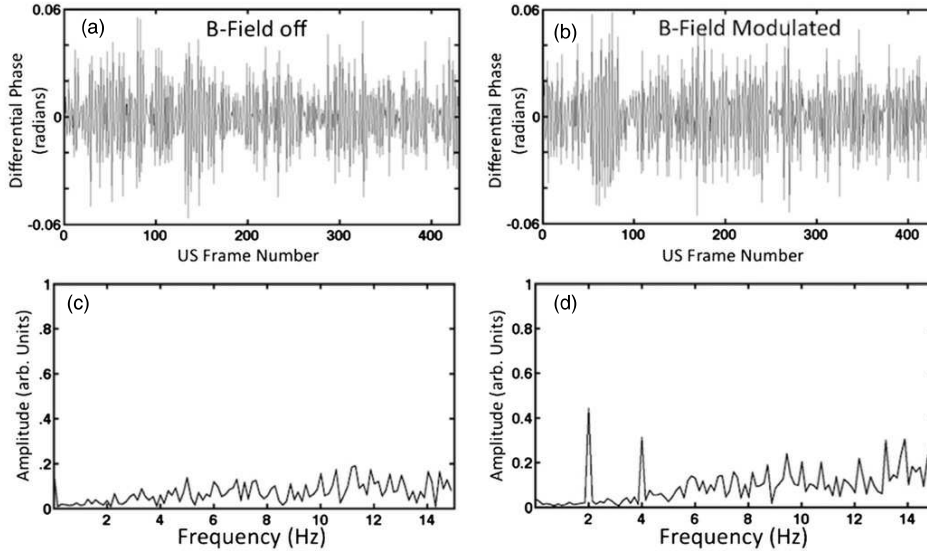 (a)
B-Field off
0.06
0
-0.06
Differential Phase
(radians)
0 100 200 300 400
US Frame Number
(b)
B-Field Modulated
0.06
0
-0.06
Differential Phase
(radians)
0 100 200 300 400
US Frame Number
(c)
1
.8
.6
0.4
0.2
0
Amplitude (arb. Units)
2 4 6 8 10 12 14
Frequency (Hz)
(d)
1
.8
.6
0.4
0.2
0
Amplitude (arb. Units)
2 4 6 8 10 12 14
Frequency (Hz)